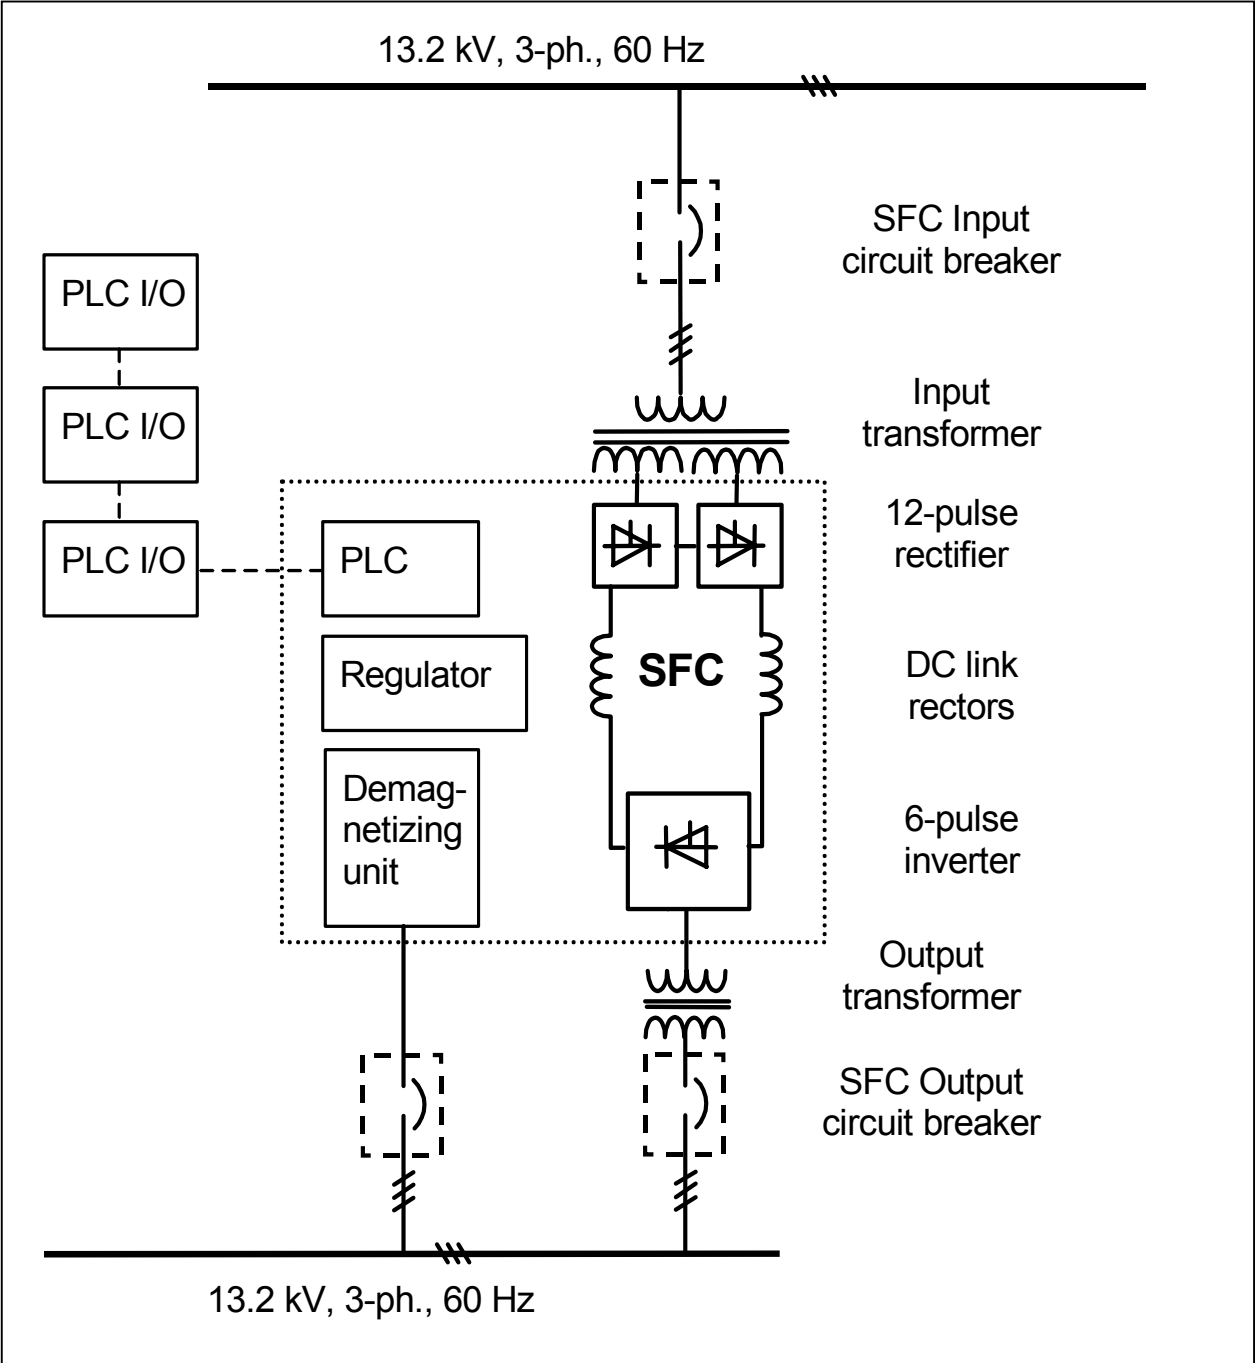 13.2 kV, 3-ph., 60 Hz
SFC Input
circuit breaker
PLC I/O
PLC I/O
Input
transformer
12-pulse
rectifier
PLC I/O
PLC
SFC
Regulator
DC link
rectors
Demag-
netizing
unit
6-pulse
inverter
Output
transformer
SFC Output
circuit breaker
13.2 kV, 3-ph., 60 Hz